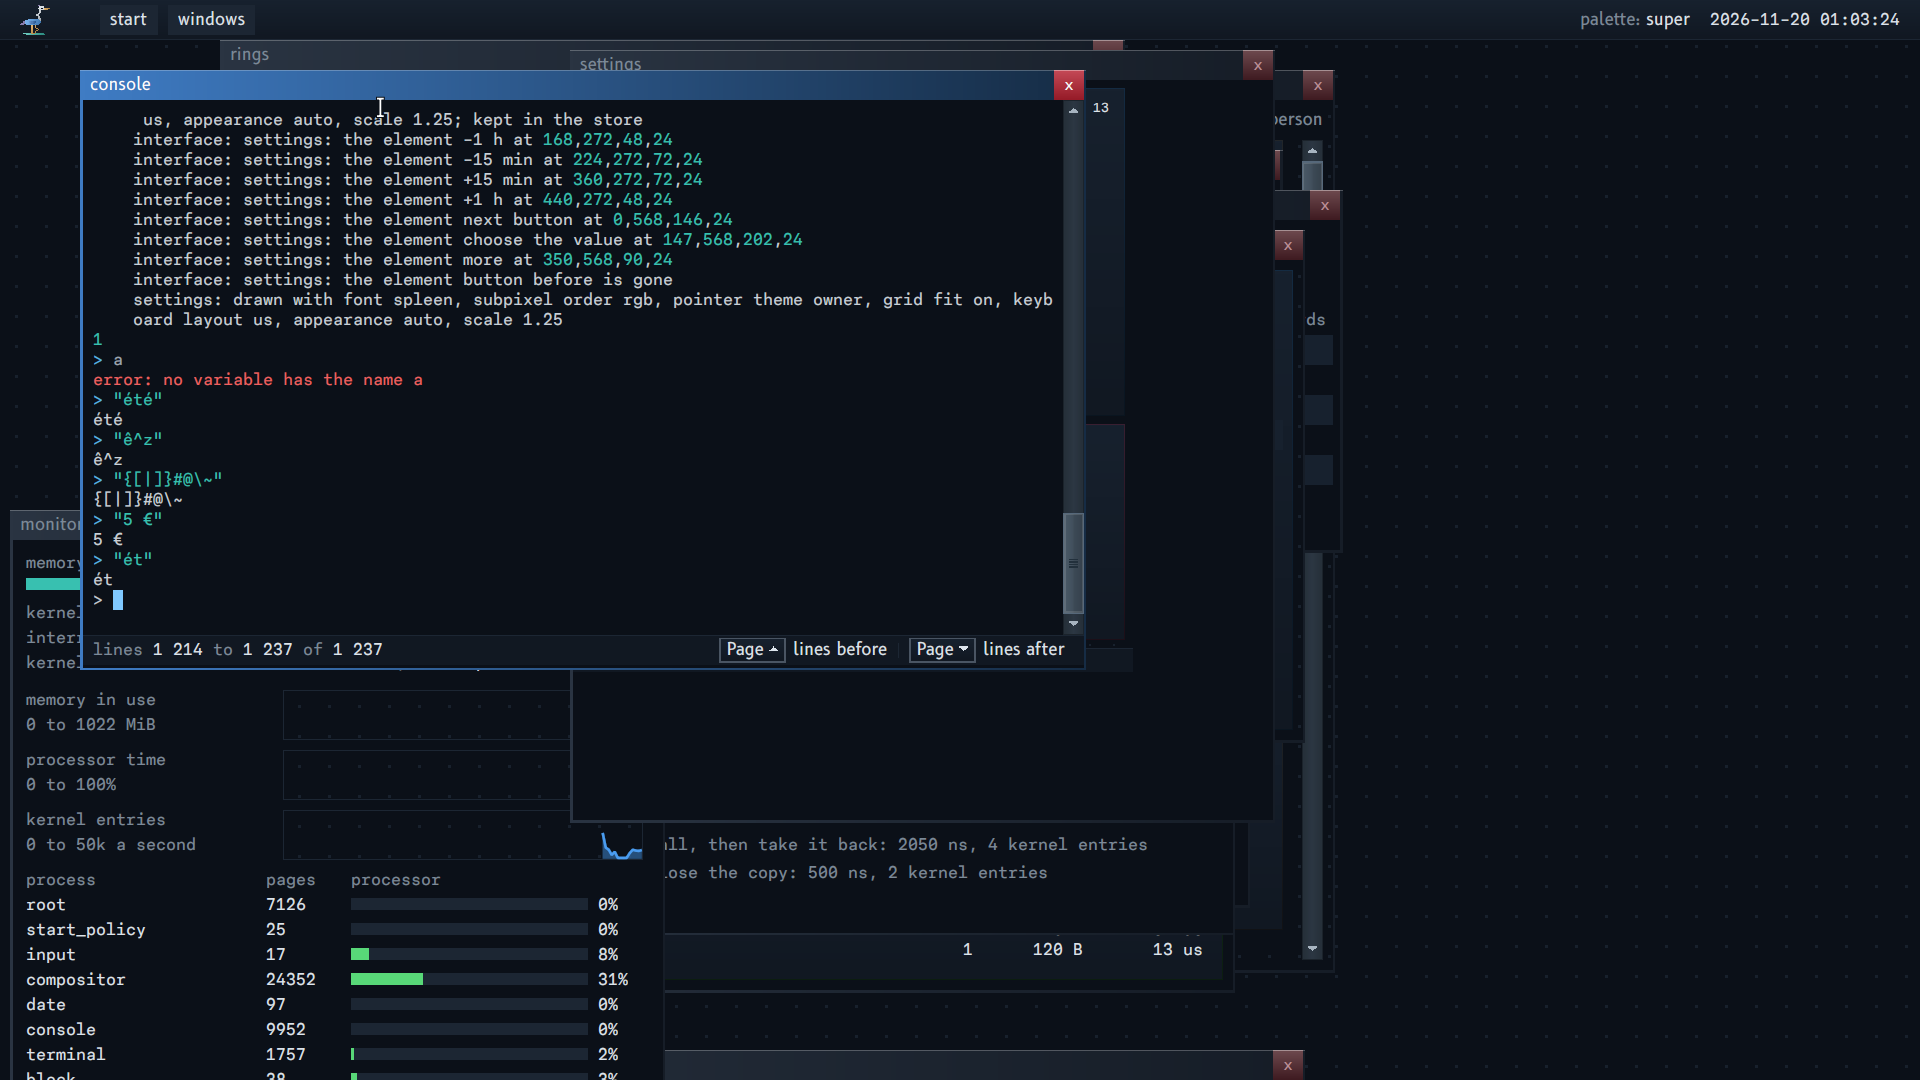 start windows palette: super 2026-11-20 01:03:24
rings
settings x
console x
us, appearance auto, scale 1.25; kept in the store
interface: settings: the element -1 h at 168,272,48,24
interface: settings: the element -15 min at 224,272,72,24
interface: settings: the element +15 min at 360,272,72,24
interface: settings: the element +1 h at 440,272,48,24
interface: settings: the element next button at 0,568,146,24
interface: settings: the element choose the value at 147,568,202,24
interface: settings: the element more at 350,568,90,24
interface: settings: the element button before is gone
settings: drawn with font spleen, subpixel order rgb, pointer theme owner, grid fit on, keyb
oard layout us, appearance auto, scale 1.25
1
> a
error: no variable has the name a
> "été"
été
> "ê^z"
ê^z
> "{[|]}#@\~"
{[|]}#@\~
> "5 €"
5 €
> "ét"
ét
>
lines 1 214 to 1 237 of 1 237 Page lines before Page lines after
13
x
person
x
x
ds
monitor
memory
kernel
inter
kernel
memory in use
0 to 1022 MiB
processor time
0 to 100%
kernel entries
0 to 50k a second
process pages processor
root 7126 0%
start_policy 25 0%
input 17 8%
compositor 24352 31%
date 97 0%
console 9952 0%
terminal 1757 2%
block 38 3%
all, then take it back: 2050 ns, 4 kernel entries
lose the copy: 500 ns, 2 kernel entries
1 120 B 13 us
x